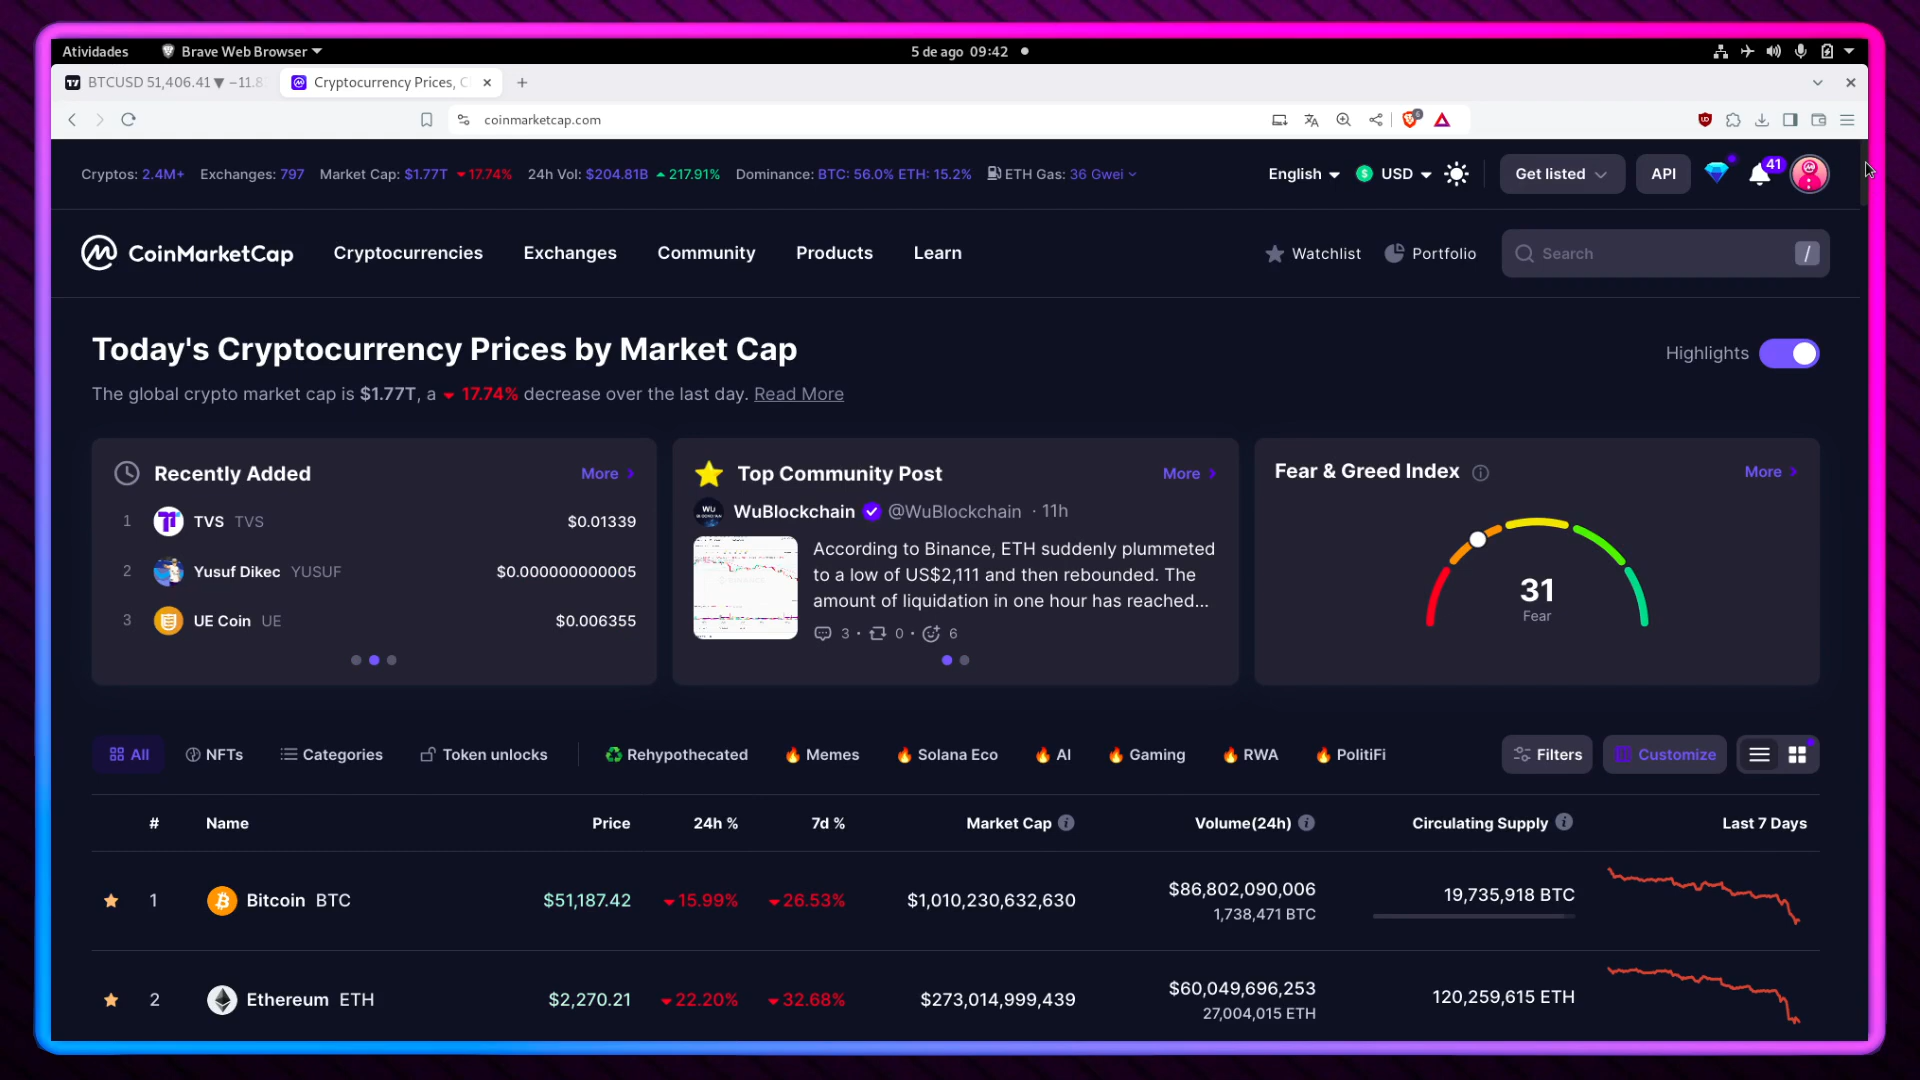 Atividades Brave Web Browser 5 de ago 09:42
BTCUSD 51,406.41 ▼ −11.8 Cryptocurrency Prices, C
coinmarketcap.com 6
Cryptos: 2.4M+ Exchanges: 797 Market Cap: $1.77T 17.74% 24h Vol: $204.81B 217.91% Dominance: BTC: 56.0% ETH: 15.2% ETH Gas: 36 Gwei English USD Get listed API 41
CoinMarketCap Cryptocurrencies Exchanges Community Products Learn Watchlist Portfolio Search /
Today's Cryptocurrency Prices by Market Cap Highlights
The global crypto market cap is $1.77T, a 17.74% decrease over the last day. Read More
Recently Added More
1 TVS TVS $0.01339
2 Yusuf Dikec YUSUF $0.000000000005
3 UE Coin UE $0.006355
Top Community Post More
WU WuBlockchain @WuBlockchain · 11h
According to Binance, ETH suddenly plummeted
to a low of US$2,111 and then rebounded. The
amount of liquidation in one hour has reached...
3 · 0 · 6
Fear & Greed Index More
31
Fear
All NFTs Categories Token unlocks Rehypothecated Memes Solana Eco AI Gaming RWA PolitiFi Filters Customize
# Name Price 24h % 7d % Market Cap Volume(24h) Circulating Supply Last 7 Days
1 Bitcoin BTC $51,187.42 15.99% 26.53% $1,010,230,632,630 $86,802,090,006 19,735,918 BTC
1,738,471 BTC
2 Ethereum ETH $2,270.21 22.20% 32.68% $273,014,999,439 $60,049,696,253 120,259,615 ETH
27,004,015 ETH